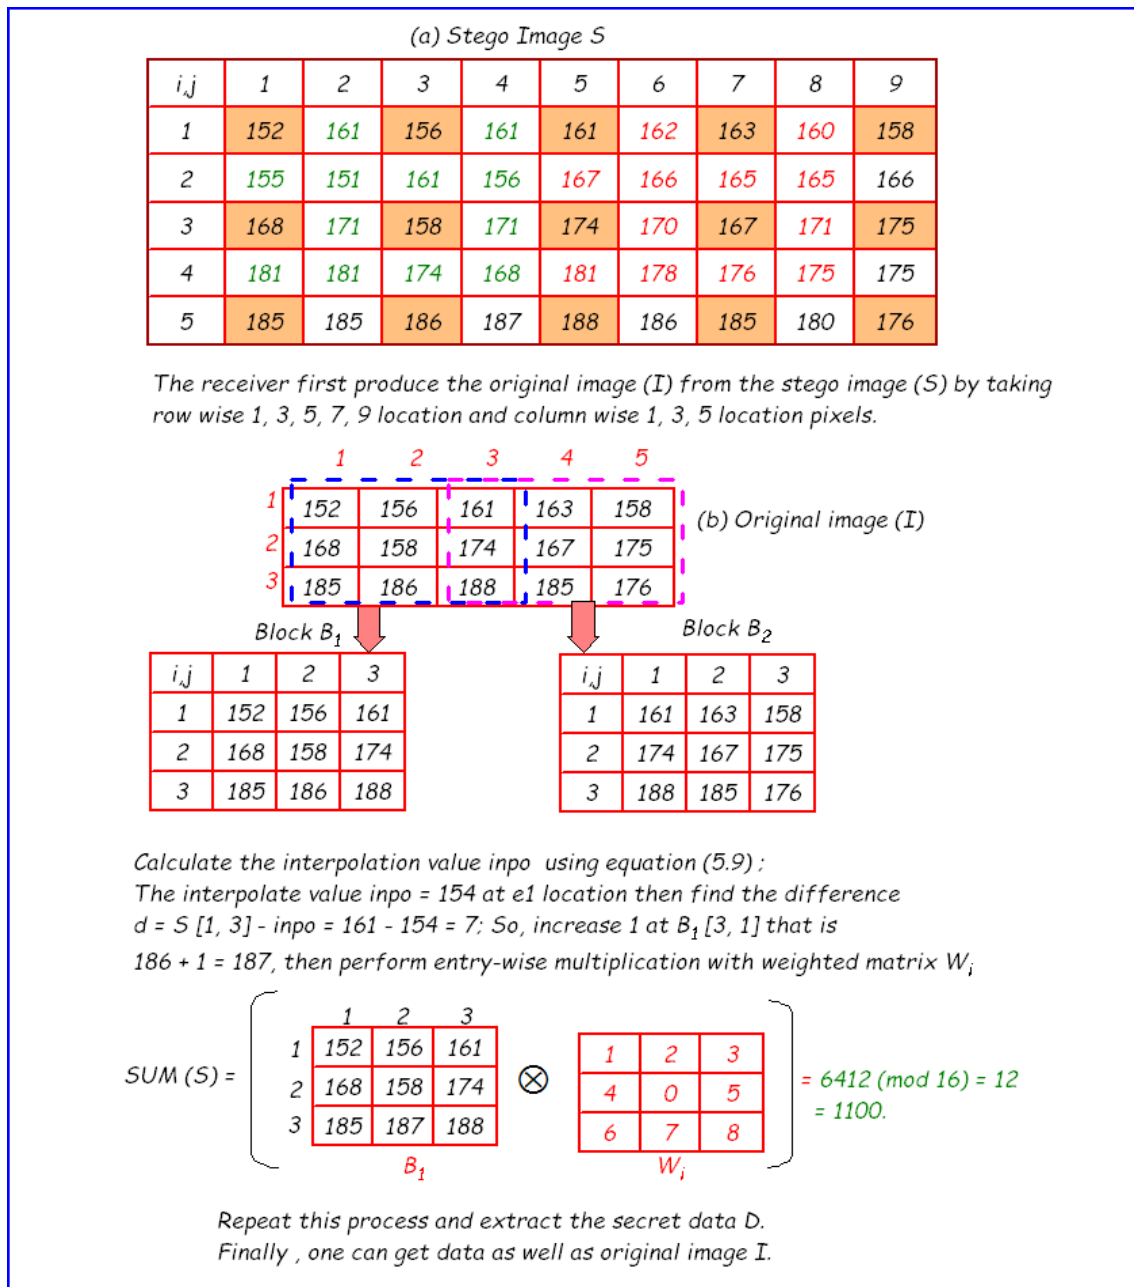 (a) Stego Image S
i,j 1 2 3 4 5 6 7 8 9
1 152 161 156 161 161 162 163 160 158
2 155 151 161 156 167 166 165 165 166
3 168 171 158 171 174 170 167 171 175
4 181 181 174 168 181 178 176 175 175
5 185 185 186 187 188 186 185 180 176
The receiver first produce the original image (I) from the stego image (S) by taking
row wise 1, 3, 5, 7, 9 location and column wise 1, 3, 5 location pixels.
1 2 3 4 5
1 152 156 161 163 158
(b) Original image (I)
2 168 158 174 167 175
3 185 186 188 185 176
Block B1
i,j 1 2 3
1 152 156 161
2 168 158 174
3 185 186 188
Block B2
i,j 1 2 3
1 161 163 158
2 174 167 175
3 188 185 176
Calculate the interpolation value inpo using equation (5.9) ;
The interpolate value inpo = 154 at e1 location then find the difference
d = S [1, 3] - inpo = 161 - 154 = 7; So, increase 1 at B1 [3, 1] that is
186 + 1 = 187, then perform entry-wise multiplication with weighted matrix Wi
SUM (S) =
1 2 3
1 152 156 161
2 168 158 174
3 185 187 188
B1
⊗
1 2 3
4 0 5
6 7 8
Wi
= 6412 (mod 16) = 12
= 1100.
Repeat this process and extract the secret data D.
Finally , one can get data as well as original image I.